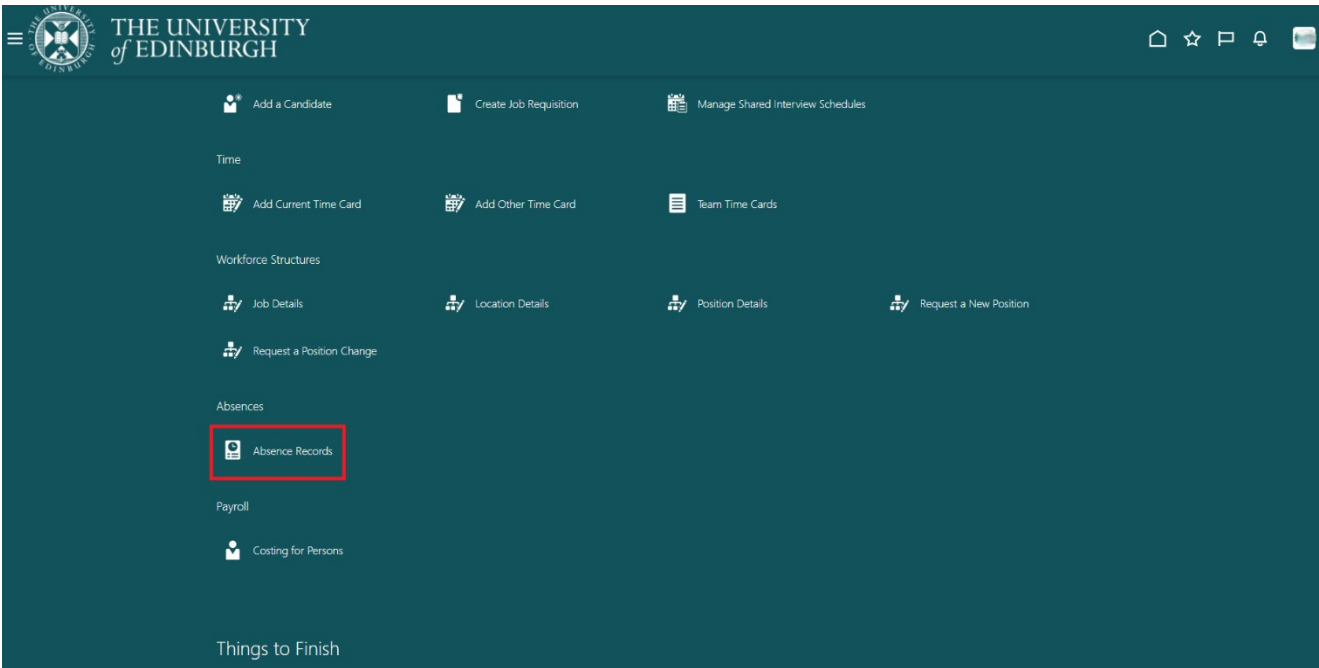 THE UNIVERSITY
of EDINBURGH
Add a Candidate
Create Job Requisition
Manage Shared Interview Schedules
Time
Add Current Time Card
Add Other Time Card
Team Time Cards
Workforce Structures
Job Details
Location Details
Position Details
Request a New Position
Request a Position Change
Absences
Absence Records
Payroll
Costing for Persons
Things to Finish